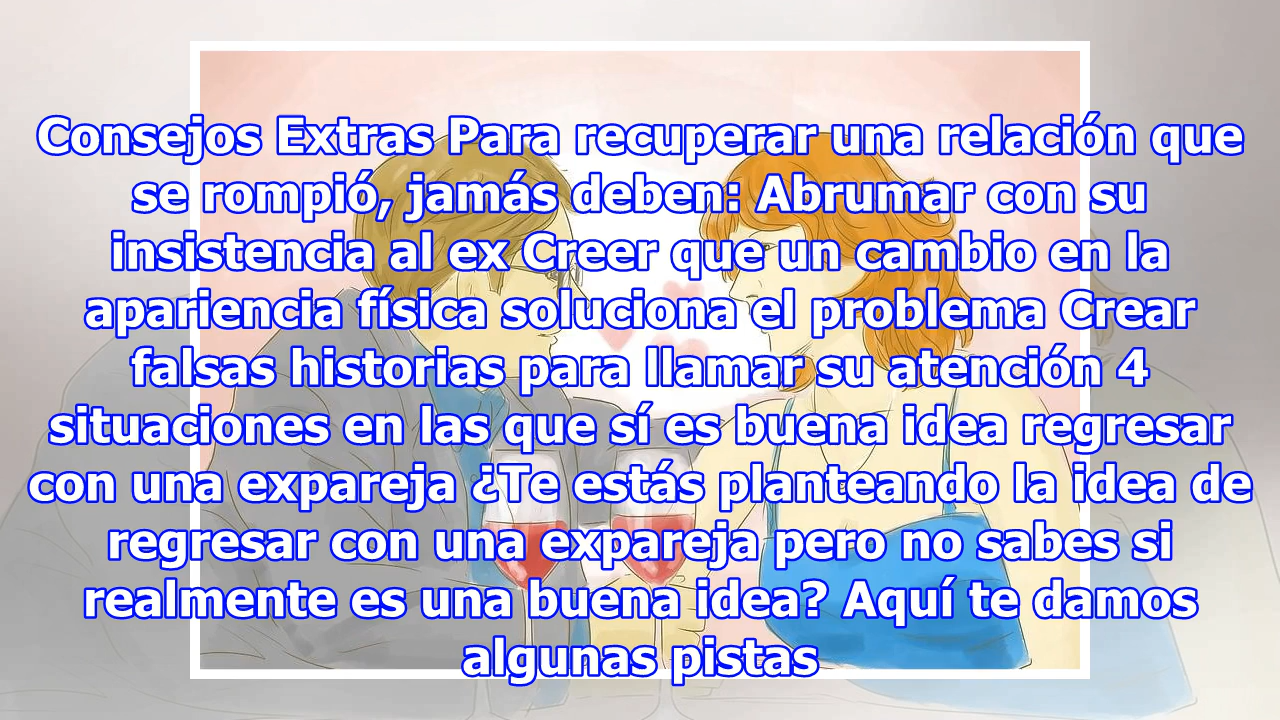 Consejos Extras Para recuperar una relación que
se rompió, jamás deben: Abrumar con su
insistencia al ex Creer que un cambio en la
apariencia física soluciona el problema Crear
falsas historias para llamar su atención 4
situaciones en las que sí es buena idea regresar
con una expareja ¿Te estás planteando la idea de
regresar con una expareja pero no sabes si
realmente es una buena idea? Aquí te damos
algunas pistas